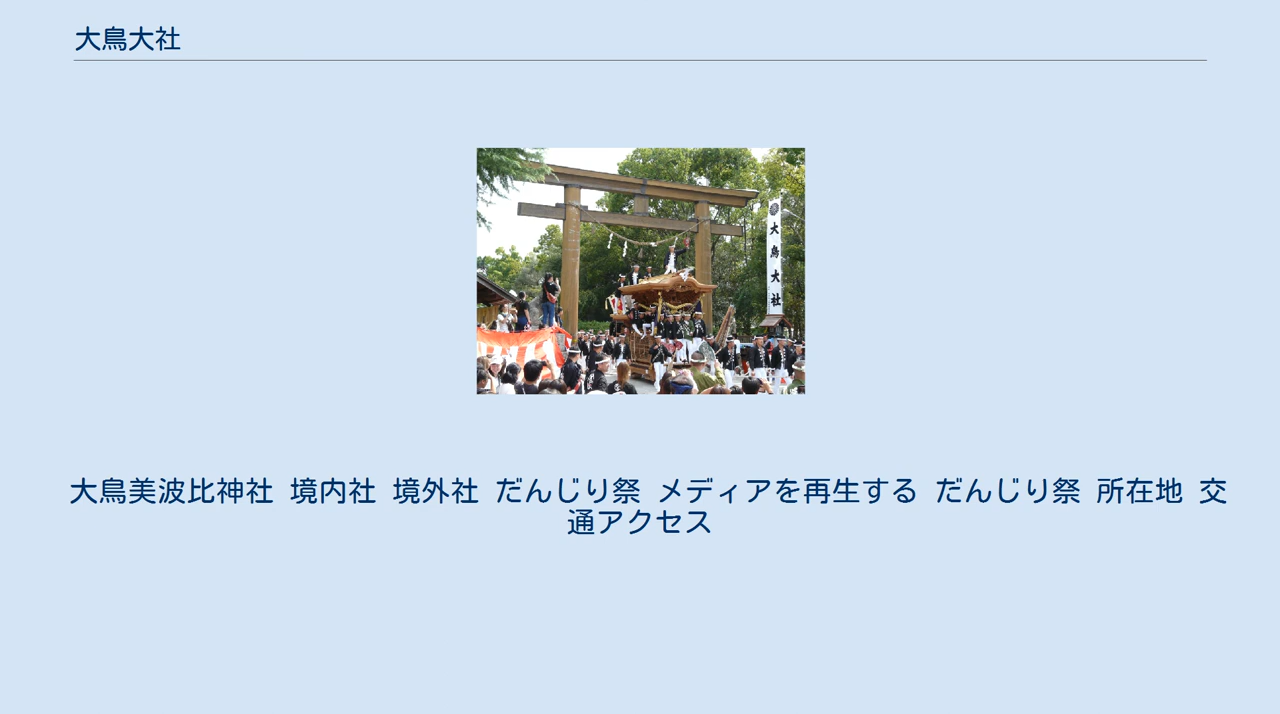 大鳥大社
大鳥大社
大鳥美波比神社 境内社 境外社 だんじり祭 メディアを再生する だんじり祭 所在地 交
通アクセス